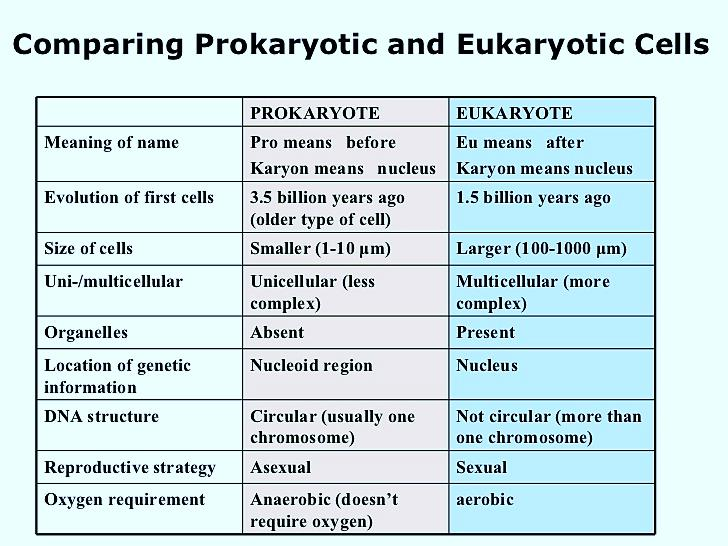 Comparing Prokaryotic and Eukaryotic Cells
PROKARYOTE EUKARYOTE
Meaning of name Pro means before Eu means after
Karyon means nucleus Karyon means nucleus
Evolution of first cells 3.5 billion years ago 1.5 billion years ago
(older type of cell)
Size of cells Smaller (1-10 μm) Larger (100-1000 μm)
Uni-/multicellular Unicellular (less Multicellular (more
complex) complex)
Organelles Absent Present
Location of genetic Nucleoid region Nucleus
information
DNA structure Circular (usually one Not circular (more than
chromosome) one chromosome)
Reproductive strategy Asexual Sexual
Oxygen requirement Anaerobic (doesn’t aerobic
require oxygen)